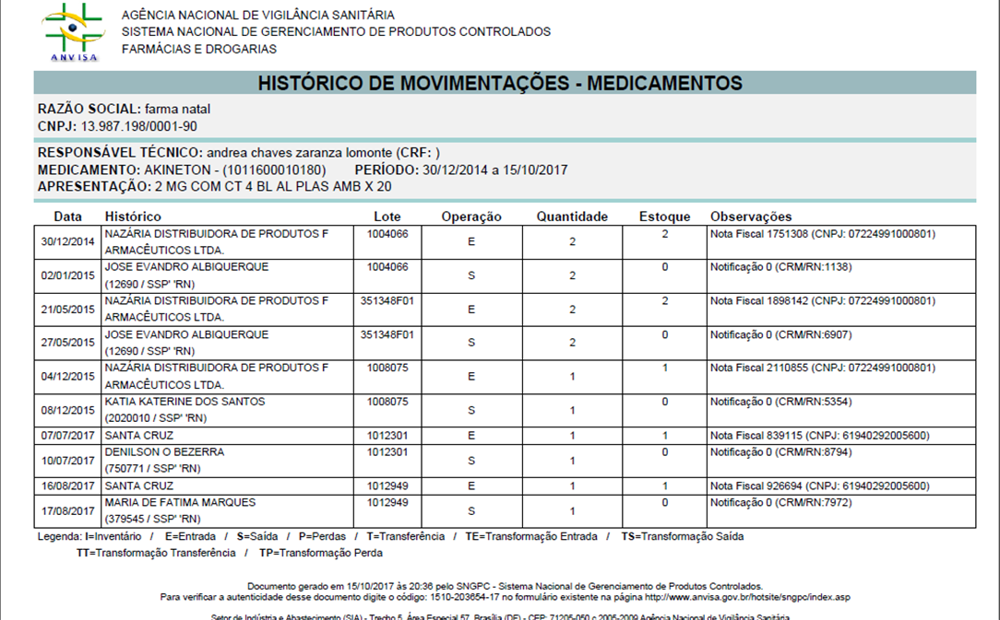 AGÊNCIA NACIONAL DE VIGILÂNCIA SANITÁRIA
SISTEMA NACIONAL DE GERENCIAMENTO DE PRODUTOS CONTROLADOS
FARMÁCIAS E DROGARIAS
ANVISA
HISTÓRICO DE MOVIMENTAÇÕES - MEDICAMENTOS
RAZÃO SOCIAL: farma natal
CNPJ: 13.987.198/0001-90
RESPONSÁVEL TÉCNICO: andrea chaves zaranza lomonte (CRF: )
MEDICAMENTO: AKINETON - (1011600010180) PERÍODO: 30/12/2014 a 15/10/2017
APRESENTAÇÃO: 2 MG COM CT 4 BL AL PLAS AMB X 20
Data Histórico Lote Operação Quantidade Estoque Observações
30/12/2014 NAZÁRIA DISTRIBUIDORA DE PRODUTOS F 1004066 E 2 2 Nota Fiscal 1751308 (CNPJ: 07224991000801)
ARMACÊUTICOS LTDA.
02/01/2015 JOSE EVANDRO ALBIQUERQUE 1004066 S 2 0 Notificação 0 (CRM/RN:1138)
(12690 / SSP' 'RN)
21/05/2015 NAZÁRIA DISTRIBUIDORA DE PRODUTOS F 351348F01 E 2 2 Nota Fiscal 1898142 (CNPJ: 07224991000801)
ARMACÊUTICOS LTDA.
27/05/2015 JOSE EVANDRO ALBIQUERQUE 351348F01 S 2 0 Notificação 0 (CRM/RN:6907)
(12690 / SSP' 'RN)
04/12/2015 NAZÁRIA DISTRIBUIDORA DE PRODUTOS F 1008075 E 1 1 Nota Fiscal 2110855 (CNPJ: 07224991000801)
ARMACÊUTICOS LTDA.
08/12/2015 KATIA KATERINE DOS SANTOS 1008075 S 1 0 Notificação 0 (CRM/RN:5354)
(2020010 / SSP' 'RN)
07/07/2017 SANTA CRUZ 1012301 E 1 1 Nota Fiscal 839115 (CNPJ: 61940292005600)
10/07/2017 DENILSON O BEZERRA 1012301 S 1 0 Notificação 0 (CRM/RN:8794)
(750771 / SSP' 'RN)
16/08/2017 SANTA CRUZ 1012949 E 1 1 Nota Fiscal 926694 (CNPJ: 61940292005600)
17/08/2017 MARIA DE FATIMA MARQUES 1012949 S 1 0 Notificação 0 (CRM/RN:7972)
(379545 / SSP' 'RN)
Legenda: I=Inventário / E=Entrada / S=Saída / P=Perdas / T=Transferência / TE=Transformação Entrada / TS=Transformação Saída
TT=Transformação Transferência / TP=Transformação Perda
Documento gerado em 15/10/2017 às 20:36 pelo SNGPC - Sistema Nacional de Gerenciamento de Produtos Controlados.
Para verificar a autenticidade desse documento digite o código: 1510-203654-17 no formulário existente na página http://www.anvisa.gov.br/hotsite/sngpc/index.asp
Setor de Indústria e Abastecimento (SIA) - Trecho 5, Área Especial 57, Brasília (DF) - CEP: 71205-050 c 2005-2009 Agência Nacional de Vigilância Sanitária